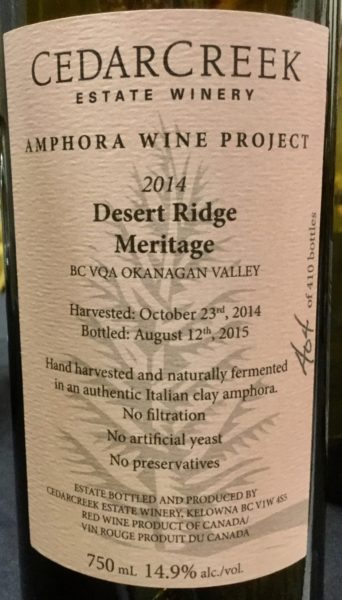 CEDARCREEK
ESTATE WINERY
AMPHORA WINE PROJECT
2014
Desert Ridge
Meritage
BC VQA OKANAGAN VALLEY
Harvested: October 23rd, 2014
Bottled: August 12th, 2015
404 of 410 bottles
Hand harvested and naturally fermented
in an authentic Italian clay amphora.
No filtration
No artificial yeast
No preservatives
ESTATE BOTTLED AND PRODUCED BY
CEDARCREEK ESTATE WINERY, KELOWNA BC V1W 4S5
RED WINE PRODUCT OF CANADA/
VIN ROUGE PRODUIT DU CANADA
750 mL 14.9% alc./vol.